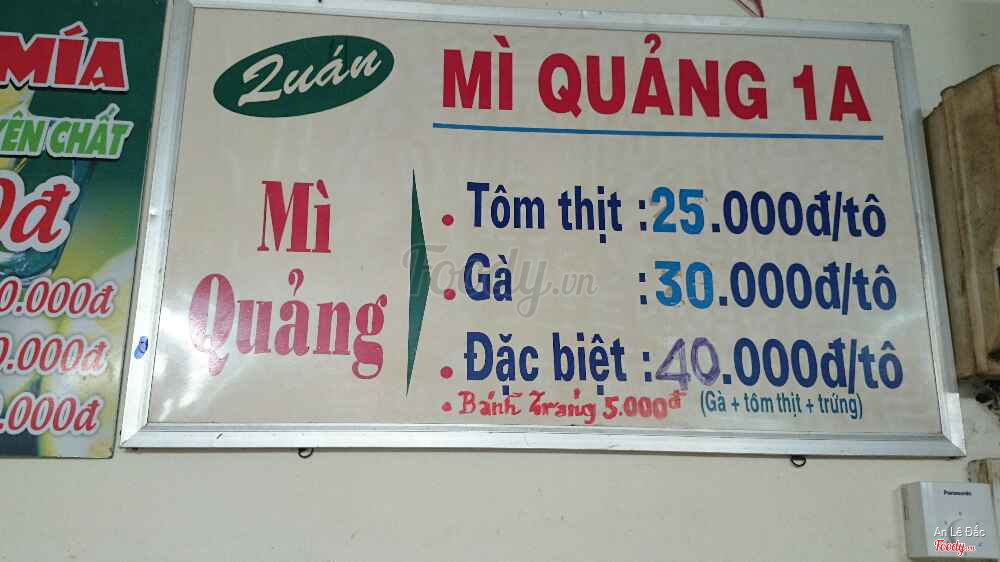 MÍA
YÊN CHẤT
0đ
0.000đ
0.000đ
.000đ
Quán
MÌ QUẢNG 1A
Mì
Quảng
• Tôm thịt :25.000đ/tô
• Gà :30.000đ/tô
• Đặc biệt :40.000đ/tô
(Gà + tôm thịt + trứng)
• Bánh Tráng 5.000đ
Foody.vn
Panasonic
An Lê Đắc
Foody.vn